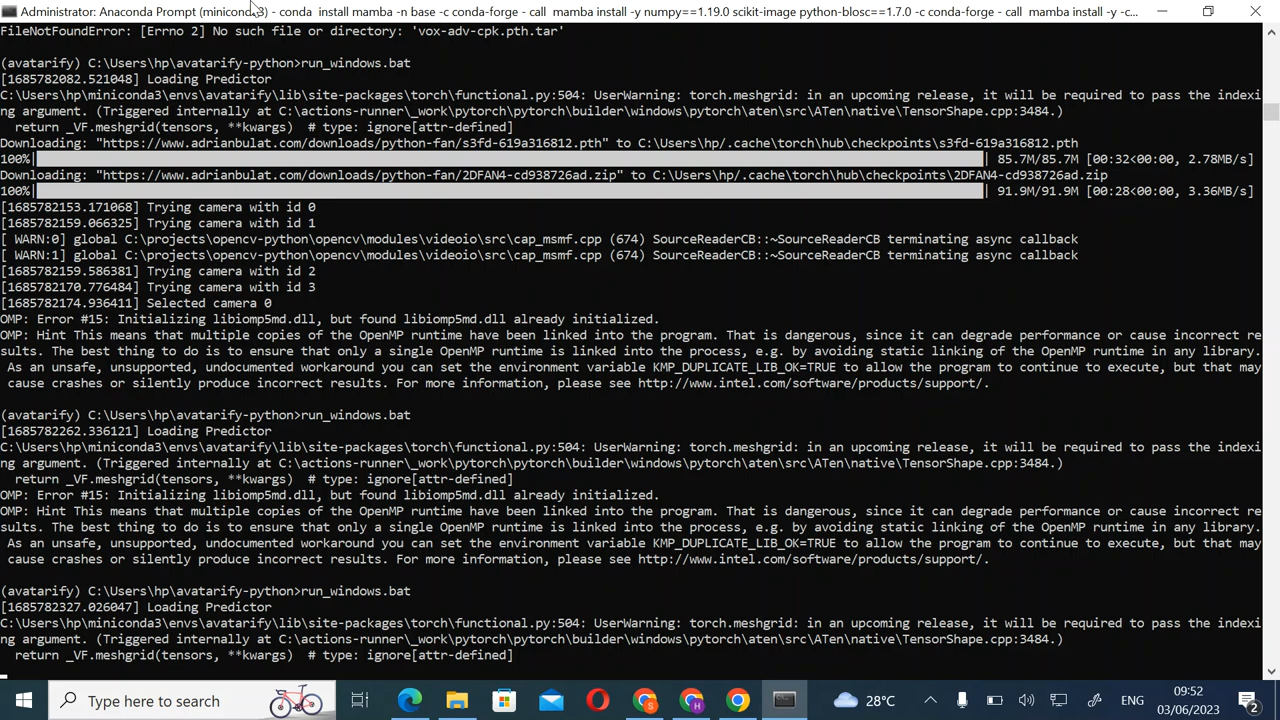 Administrator: Anaconda Prompt (miniconda3) - conda  install mamba -n base -c conda-forge - call  mamba install -y numpy==1.19.0 scikit-image python-blosc==1.7.0 -c conda-forge - call  mamba install -y -c...
FileNotFoundError: [Errno 2] No such file or directory: 'vox-adv-cpk.pth.tar'
(avatarify) C:\Users\hp\avatarify-python>run_windows.bat
[1685782082.521048] Loading Predictor
C:\Users\hp\miniconda3\envs\avatarify\lib\site-packages\torch\functional.py:504: UserWarning: torch.meshgrid: in an upcoming release, it will be required to pass the indexi
ng argument. (Triggered internally at C:\actions-runner\_work\pytorch\pytorch\builder\windows\pytorch\aten\src\ATen\native\TensorShape.cpp:3484.)
  return _VF.meshgrid(tensors, **kwargs)  # type: ignore[attr-defined]
Downloading: "https://www.adrianbulat.com/downloads/python-fan/s3fd-619a316812.pth" to C:\Users\hp/.cache\torch\hub\checkpoints\s3fd-619a316812.pth
100%| | 85.7M/85.7M [00:32<00:00, 2.78MB/s]
Downloading: "https://www.adrianbulat.com/downloads/python-fan/2DFAN4-cd938726ad.zip" to C:\Users\hp/.cache\torch\hub\checkpoints\2DFAN4-cd938726ad.zip
100%| | 91.9M/91.9M [00:28<00:00, 3.36MB/s]
[1685782153.171068] Trying camera with id 0
[1685782159.066325] Trying camera with id 1
[ WARN:0] global C:\projects\opencv-python\opencv\modules\videoio\src\cap_msmf.cpp (674) SourceReaderCB::~SourceReaderCB terminating async callback
[ WARN:1] global C:\projects\opencv-python\opencv\modules\videoio\src\cap_msmf.cpp (674) SourceReaderCB::~SourceReaderCB terminating async callback
[1685782159.586381] Trying camera with id 2
[1685782170.776484] Trying camera with id 3
[1685782174.936411] Selected camera 0
OMP: Error #15: Initializing libiomp5md.dll, but found libiomp5md.dll already initialized.
OMP: Hint This means that multiple copies of the OpenMP runtime have been linked into the program. That is dangerous, since it can degrade performance or cause incorrect re
sults. The best thing to do is to ensure that only a single OpenMP runtime is linked into the process, e.g. by avoiding static linking of the OpenMP runtime in any library.
 As an unsafe, unsupported, undocumented workaround you can set the environment variable KMP_DUPLICATE_LIB_OK=TRUE to allow the program to continue to execute, but that may
 cause crashes or silently produce incorrect results. For more information, please see http://www.intel.com/software/products/support/.
(avatarify) C:\Users\hp\avatarify-python>run_windows.bat
[1685782262.336121] Loading Predictor
C:\Users\hp\miniconda3\envs\avatarify\lib\site-packages\torch\functional.py:504: UserWarning: torch.meshgrid: in an upcoming release, it will be required to pass the indexi
ng argument. (Triggered internally at C:\actions-runner\_work\pytorch\pytorch\builder\windows\pytorch\aten\src\ATen\native\TensorShape.cpp:3484.)
  return _VF.meshgrid(tensors, **kwargs)  # type: ignore[attr-defined]
OMP: Error #15: Initializing libiomp5md.dll, but found libiomp5md.dll already initialized.
OMP: Hint This means that multiple copies of the OpenMP runtime have been linked into the program. That is dangerous, since it can degrade performance or cause incorrect re
sults. The best thing to do is to ensure that only a single OpenMP runtime is linked into the process, e.g. by avoiding static linking of the OpenMP runtime in any library.
 As an unsafe, unsupported, undocumented workaround you can set the environment variable KMP_DUPLICATE_LIB_OK=TRUE to allow the program to continue to execute, but that may
 cause crashes or silently produce incorrect results. For more information, please see http://www.intel.com/software/products/support/.
(avatarify) C:\Users\hp\avatarify-python>run_windows.bat
[1685782327.026047] Loading Predictor
C:\Users\hp\miniconda3\envs\avatarify\lib\site-packages\torch\functional.py:504: UserWarning: torch.meshgrid: in an upcoming release, it will be required to pass the indexi
ng argument. (Triggered internally at C:\actions-runner\_work\pytorch\pytorch\builder\windows\pytorch\aten\src\ATen\native\TensorShape.cpp:3484.)
  return _VF.meshgrid(tensors, **kwargs)  # type: ignore[attr-defined]
Type here to search
S
H
28°C
ENG
09:52
03/06/2023
2